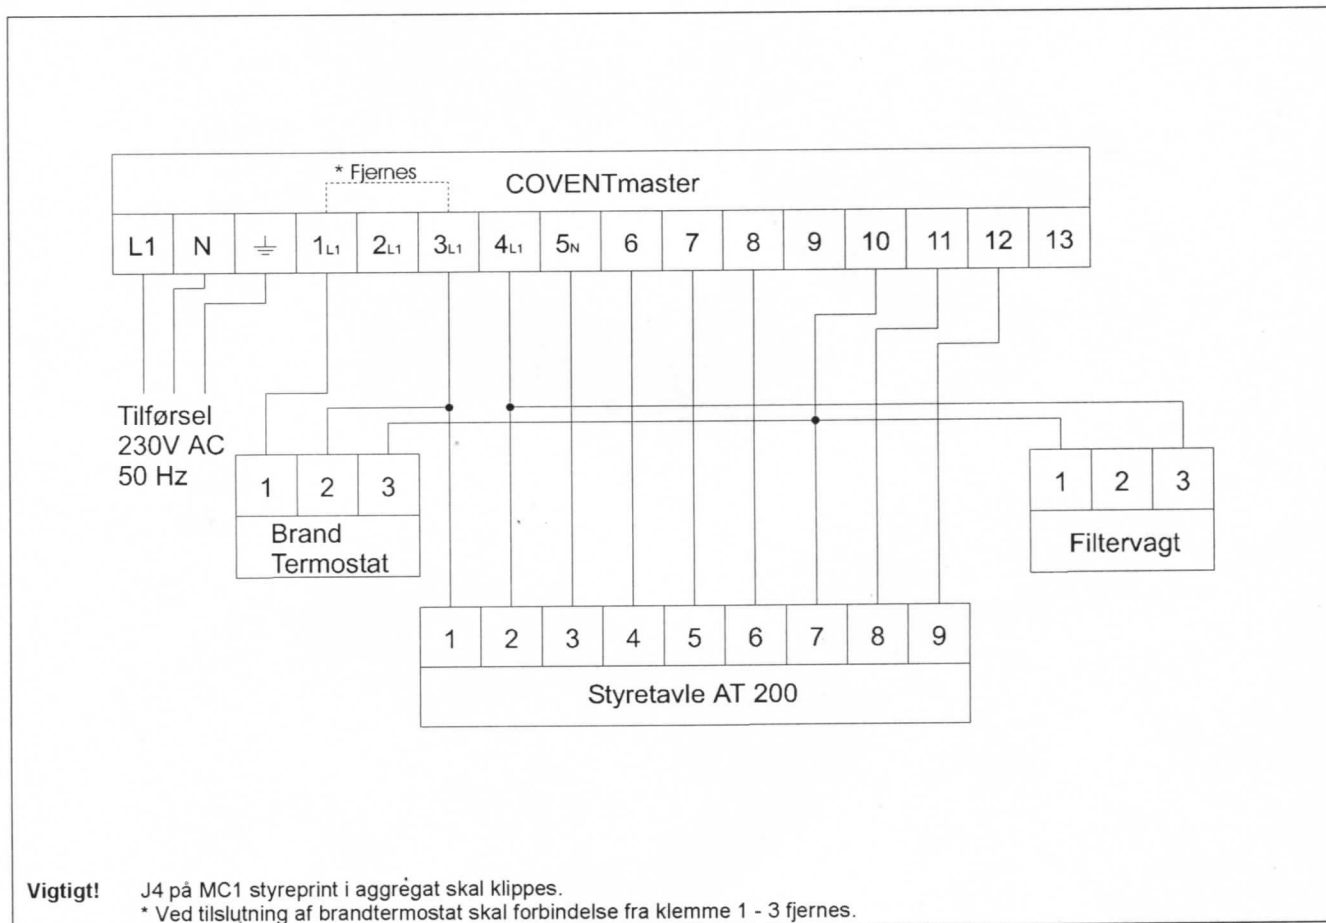 * Fjernes
COVENTmaster
L1 N ⏚ 1L1 2L1 3L1 4L1 5N 6 7 8 9 10 11 12 13
Tilførsel
230V AC
50 Hz
1 2 3
Brand
Termostat
1 2 3
Filtervagt
1 2 3 4 5 6 7 8 9
Styretavle AT 200
Vigtigt! J4 på MC1 styreprint i aggregat skal klippes.
* Ved tilslutning af brandtermostat skal forbindelse fra klemme 1 - 3 fjernes.